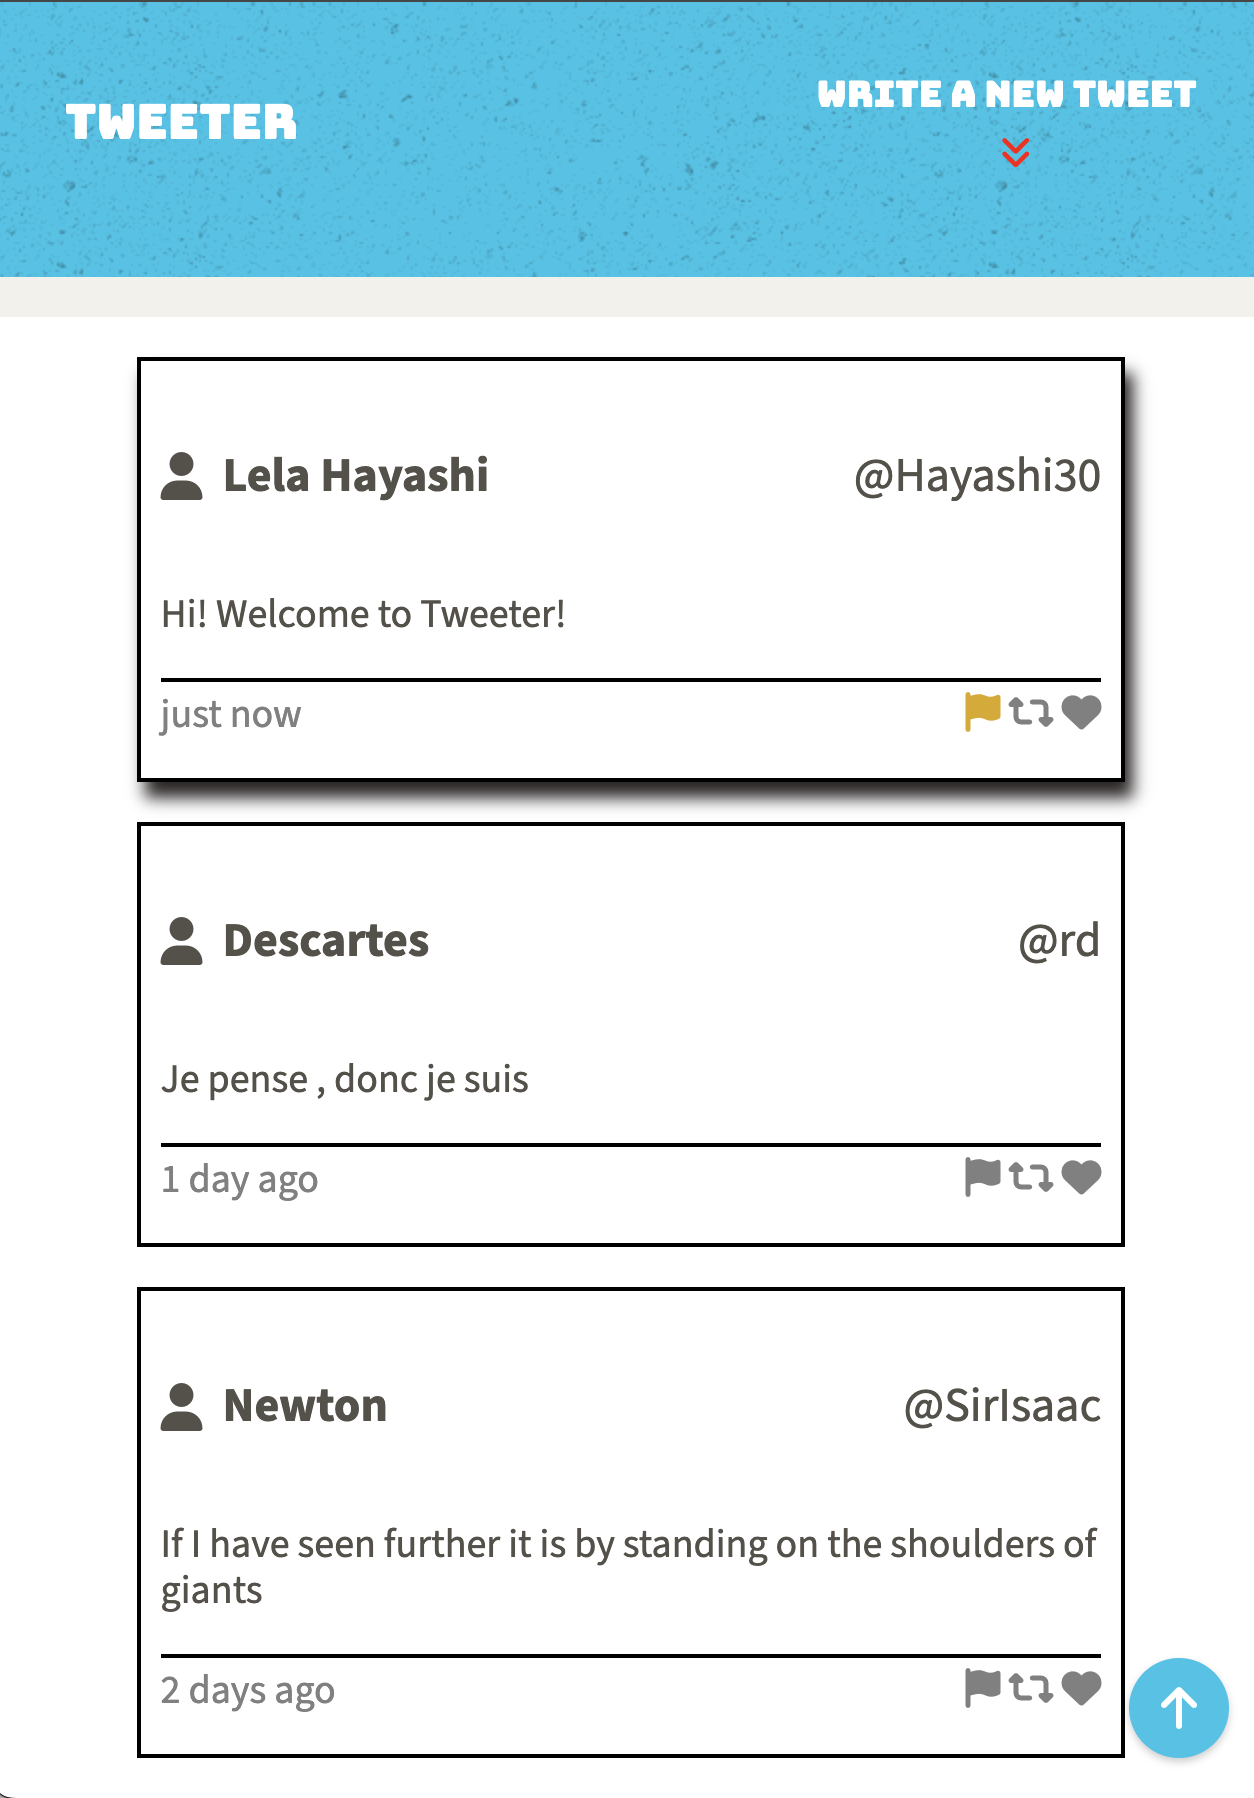 TWEETER
WRITE A NEW TWEET
Lela Hayashi @Hayashi30
Hi! Welcome to Tweeter!
just now
Descartes @rd
Je pense , donc je suis
1 day ago
Newton @SirIsaac
If I have seen further it is by standing on the shoulders of
giants
2 days ago